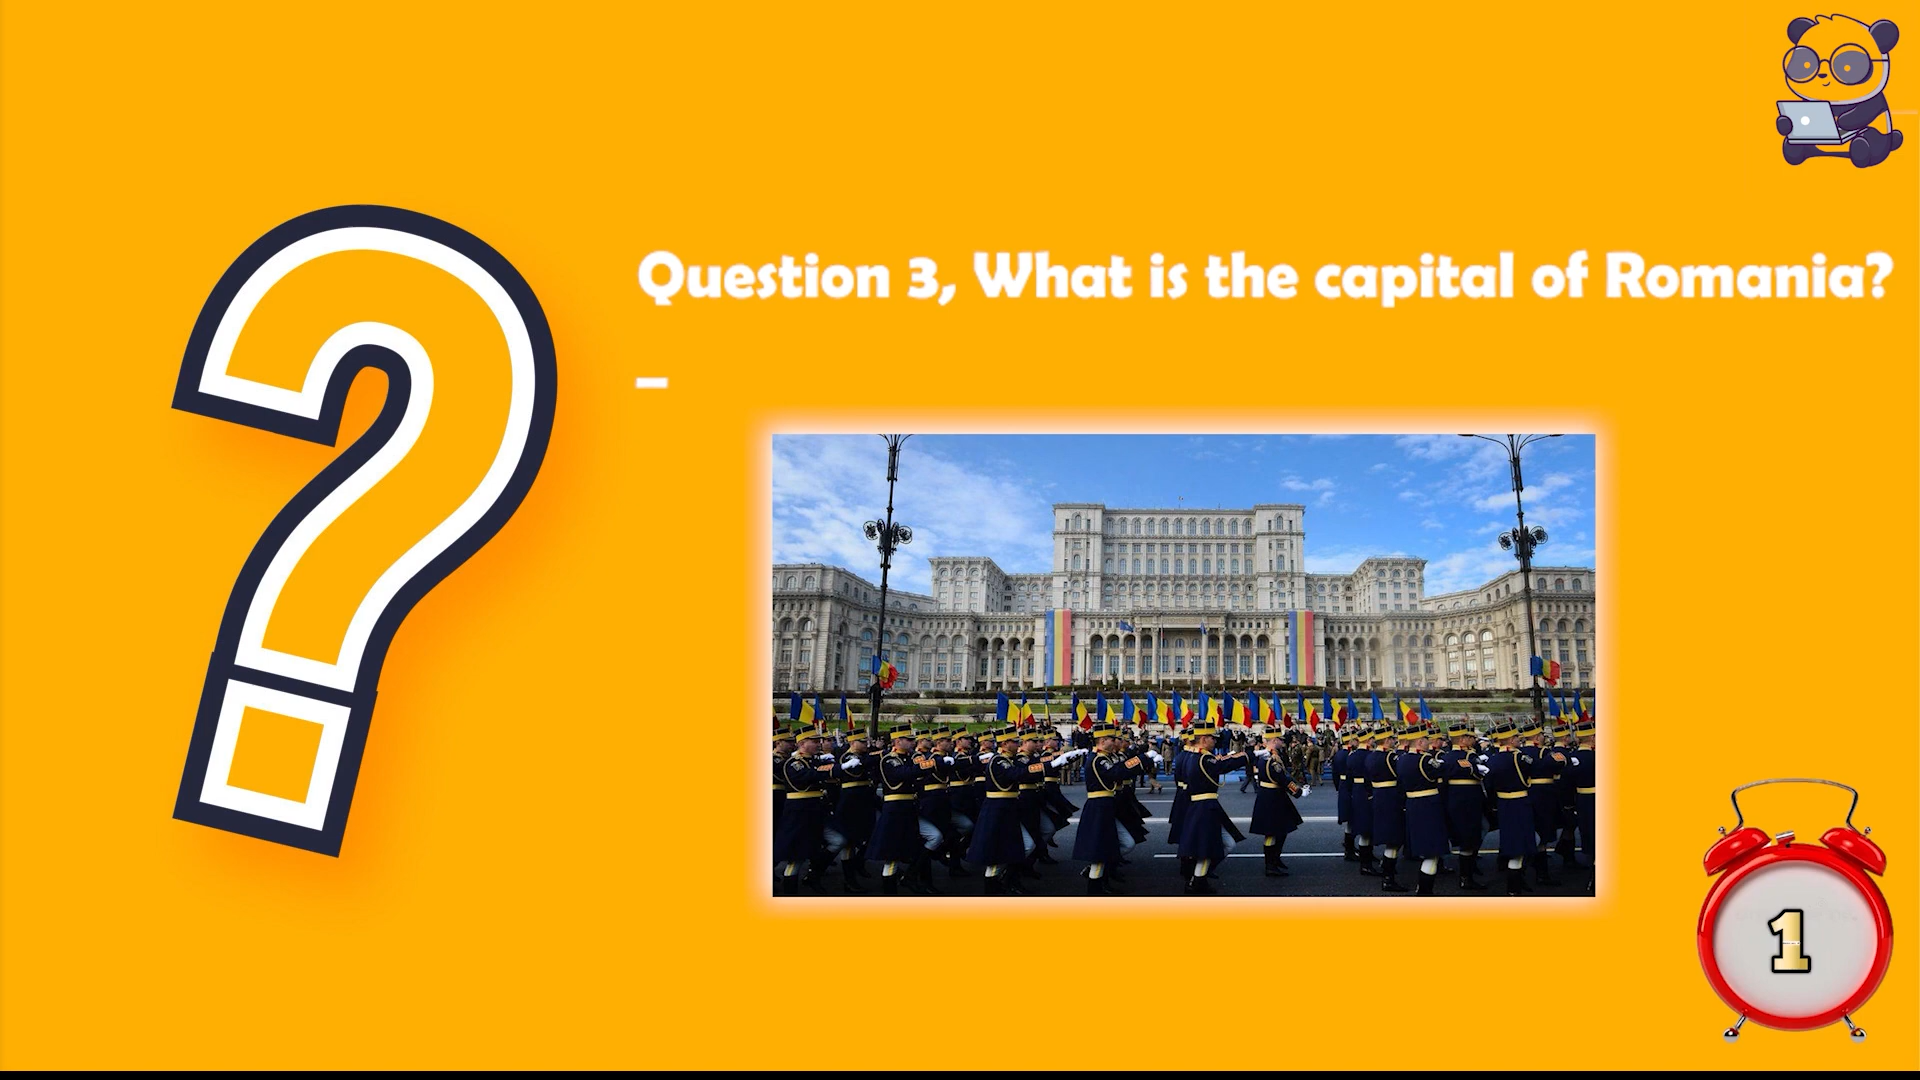 Question 3, What is the capital of Romania?
–
1